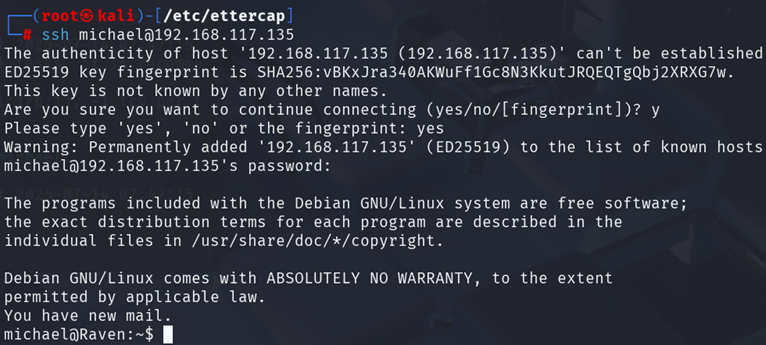 ┌──(root㉿kali)-[/etc/ettercap]
└─# ssh michael@192.168.117.135
The authenticity of host '192.168.117.135 (192.168.117.135)' can't be established
ED25519 key fingerprint is SHA256:vBKxJra340AKWuFf1Gc8N3KkutJRQEQTgQbj2XRXG7w.
This key is not known by any other names.
Are you sure you want to continue connecting (yes/no/[fingerprint])? y
Please type 'yes', 'no' or the fingerprint: yes
Warning: Permanently added '192.168.117.135' (ED25519) to the list of known hosts
michael@192.168.117.135's password:
The programs included with the Debian GNU/Linux system are free software;
the exact distribution terms for each program are described in the
individual files in /usr/share/doc/*/copyright.
Debian GNU/Linux comes with ABSOLUTELY NO WARRANTY, to the extent
permitted by applicable law.
You have new mail.
michael@Raven:~$